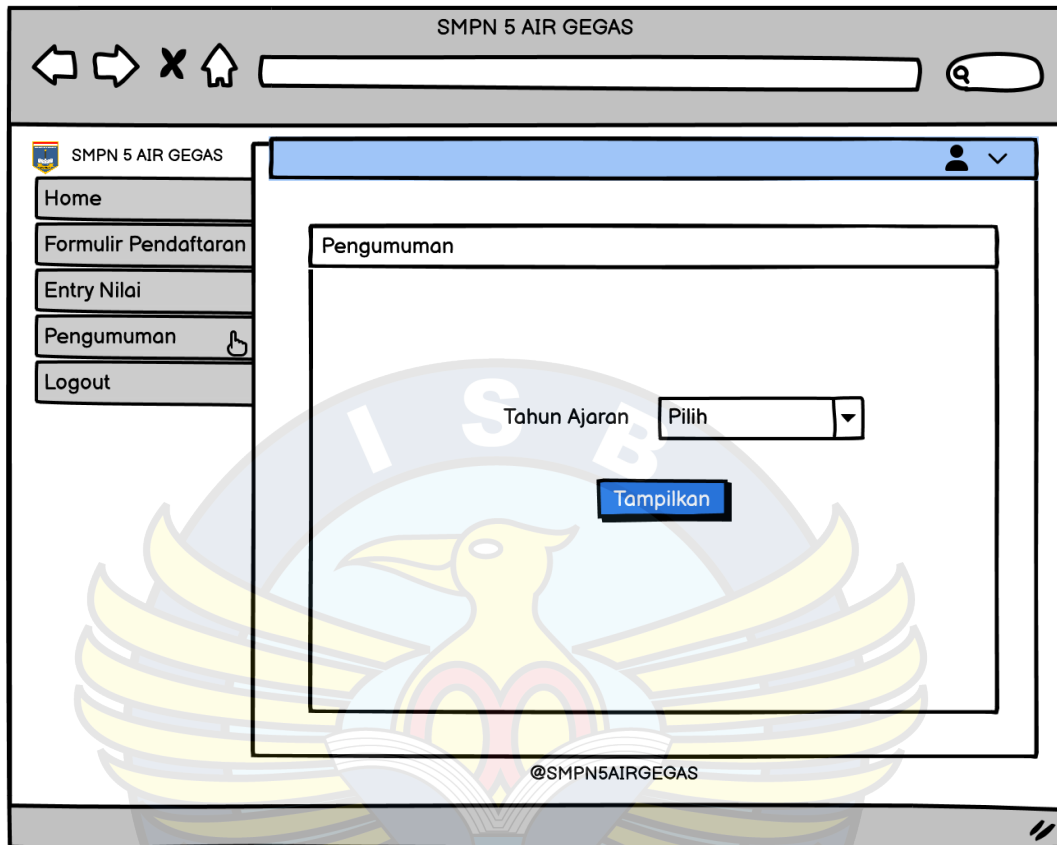 SMPN 5 AIR GEGAS
SMPN 5 AIR GEGAS
Home
Formulir Pendaftaran
Entry Nilai
Pengumuman
Logout
Pengumuman
Tahun Ajaran Pilih
Tampilkan
I S B
@SMPN5AIRGEGAS